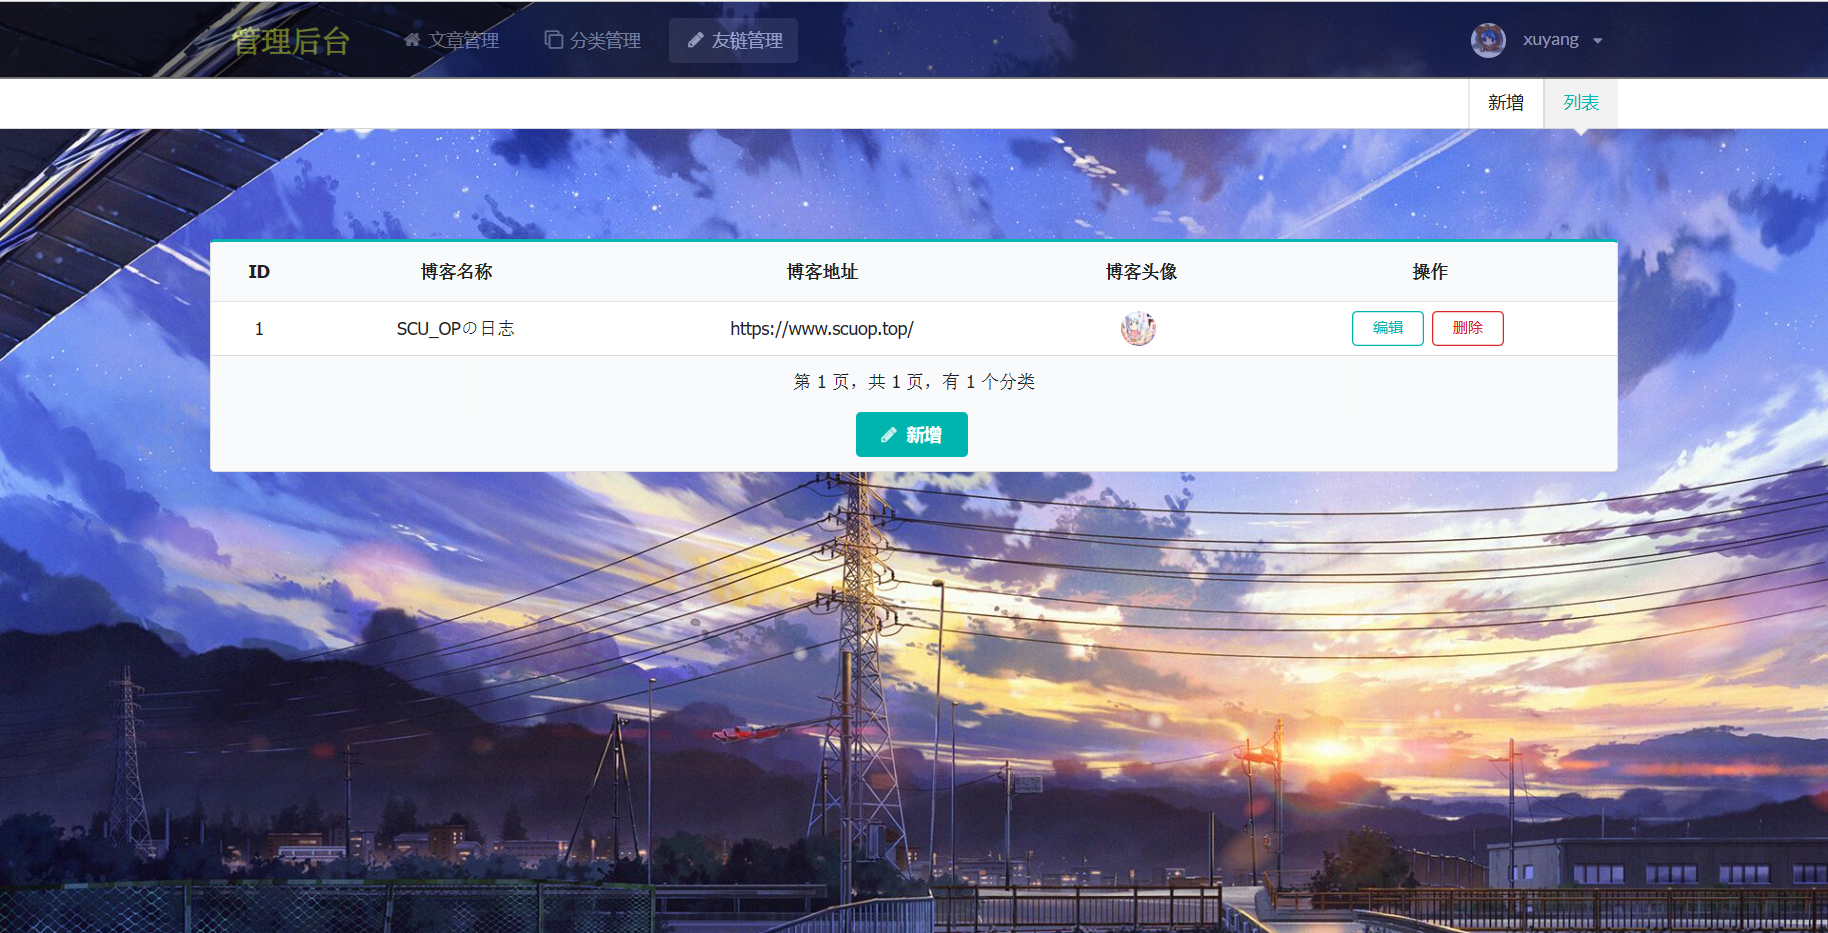 管理后台 文章管理 分类管理 友链管理 xuyang
新增 列表
ID 博客名称 博客地址 博客头像 操作
1 SCU_OPの日志 https://www.scuop.top/ 编辑 删除
第 1 页，共 1 页，有 1 个分类
新增